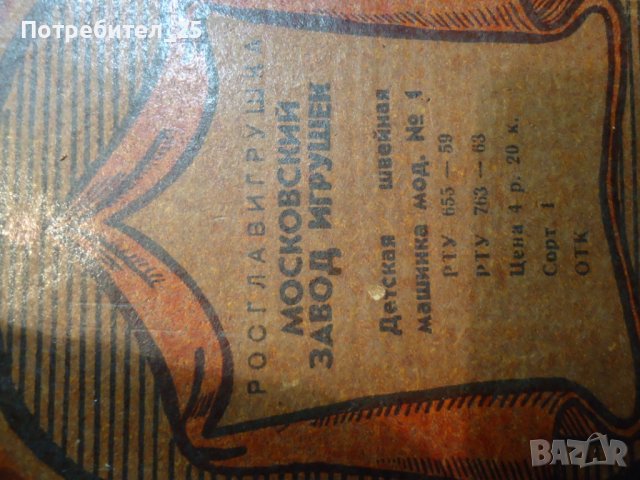 Потребител_25
РОСГЛАВИГРУШКА
МОСКОВСКИЙ
ЗАВОД ИГРУШЕК
Детская швейная
машинка мод. № 1
РТУ 655 — 59
РТУ 763 — 63
Цена 4 р. 20 к.
Сорт 1
ОТК
BAZAR